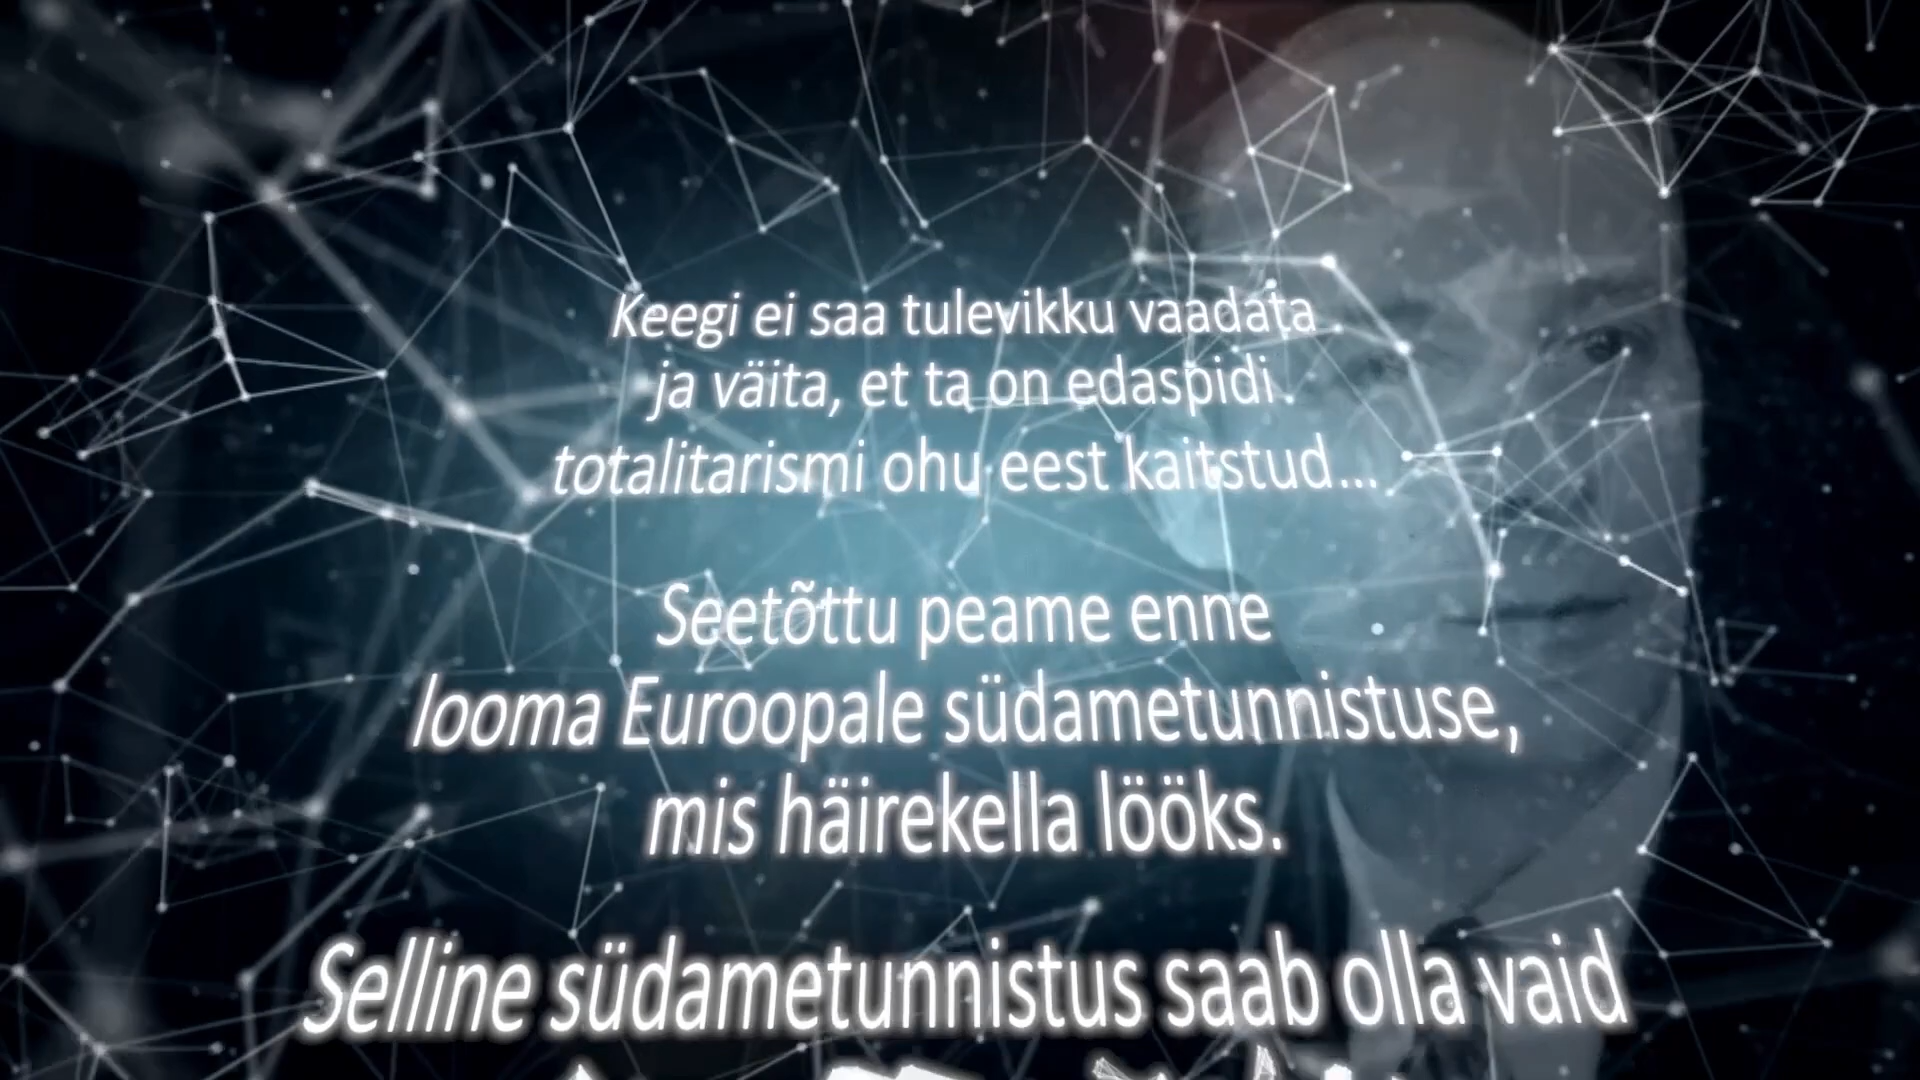 Keegi ei saa tulevikku vaadata
ja väita, et ta on edaspidi
totalitarismi ohu eest kaitstud...
Seetõttu peame enne
looma Euroopale südametunnistuse,
mis häirekella lööks.
Selline südametunnistus saab olla vaid